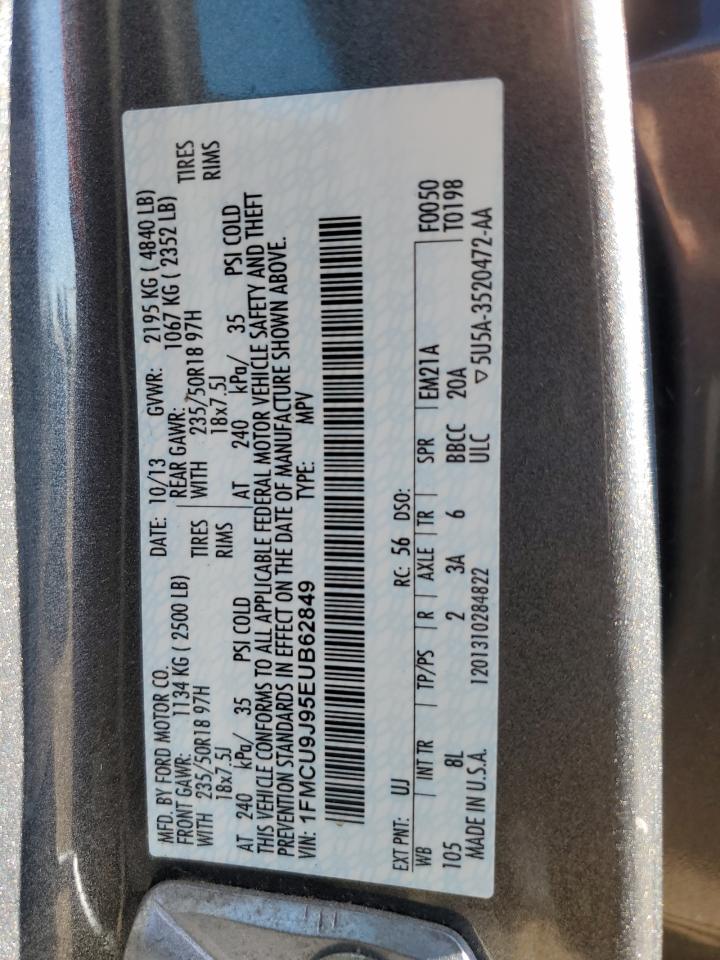 MFD. BY FORD MOTOR CO. DATE: 10/13 GVWR: 2195 KG ( 4840 LB)
FRONT GAWR: 1134 KG ( 2500 LB) REAR GAWR: 1067 KG ( 2352 LB)
WITH 235/50R18 97H TIRES WITH 235/50R18 97H TIRES
18x7.5J RIMS 18x7.5J RIMS
AT 240 kPa/ 35 PSI COLD AT 240 kPa/ 35 PSI COLD
THIS VEHICLE CONFORMS TO ALL APPLICABLE FEDERAL MOTOR VEHICLE SAFETY AND THEFT
PREVENTION STANDARDS IN EFFECT ON THE DATE OF MANUFACTURE SHOWN ABOVE.
VIN: 1FMCU9J95EUB62849 TYPE: MPV
EXT PNT: UJ RC: 56 DSO: F0050
WB INT TR TP/PS R AXLE TR SPR EM21A T0198
105 8L 2 3A 6 BBCC 20A
MADE IN U.S.A. 1201310284822 ULC ▽5U5A-3520472-AA